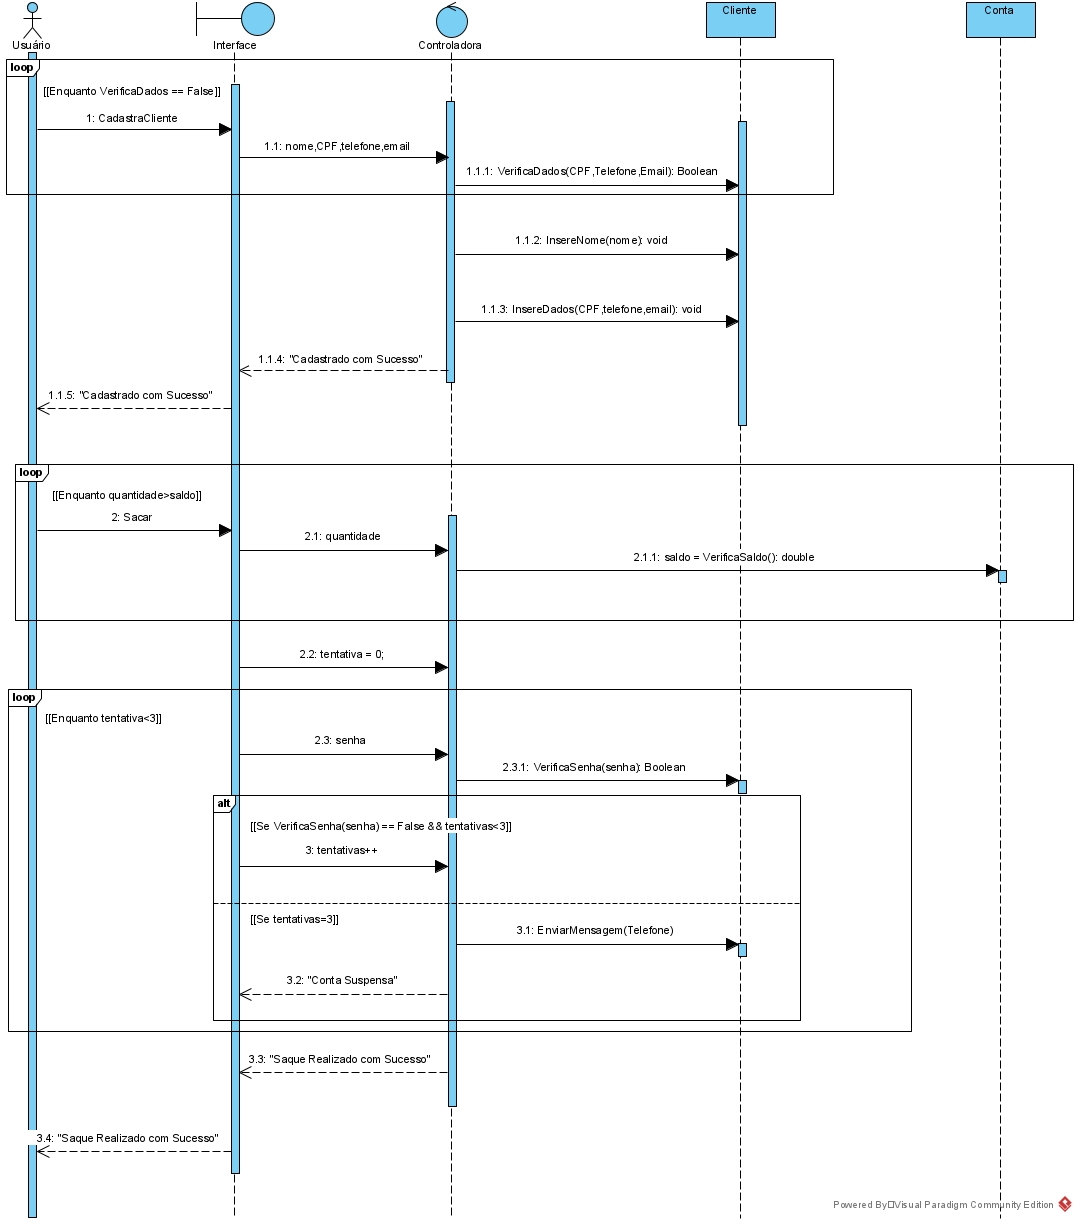 Usuário
Interface
Controladora
Cliente
Conta
loop
[[Enquanto VerificaDados == False]]
1: CadastraCliente
1.1: nome,CPF,telefone,email
1.1.1: VerificaDados(CPF,Telefone,Email): Boolean
1.1.2: InsereNome(nome): void
1.1.3: InsereDados(CPF,telefone,email): void
1.1.4: "Cadastrado com Sucesso"
1.1.5: "Cadastrado com Sucesso"
loop
[[Enquanto quantidade>saldo]]
2: Sacar
2.1: quantidade
2.1.1: saldo = VerificaSaldo(): double
2.2: tentativa = 0;
loop
[[Enquanto tentativa<3]]
2.3: senha
2.3.1: VerificaSenha(senha): Boolean
alt
[[Se VerificaSenha(senha) == False && tentativas<3]]
3: tentativas++
[[Se tentativas=3]]
3.1: EnviarMensagem(Telefone)
3.2: "Conta Suspensa"
3.3: "Saque Realizado com Sucesso"
3.4: "Saque Realizado com Sucesso"
Powered By Visual Paradigm Community Edition